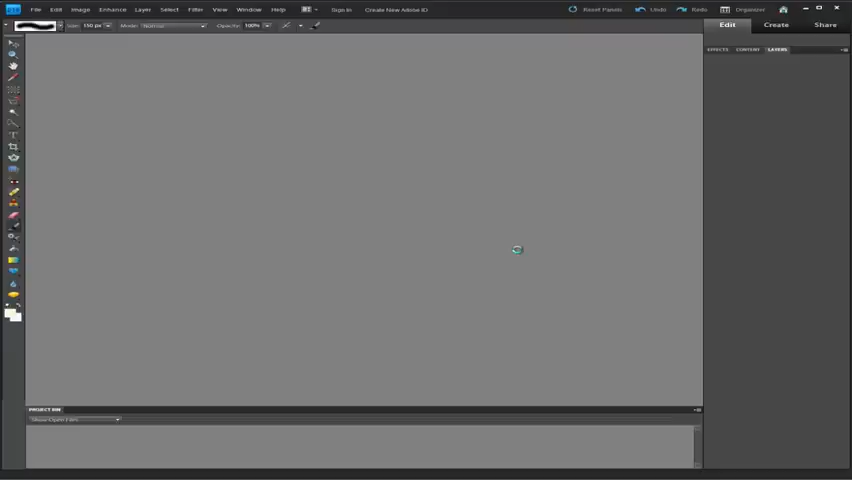 File Edit Image Enhance Layer Select Filter View Window Help Sign In Create New Adobe ID Reset Panels Undo Redo Organizer
Size: 150 px Mode: Normal Opacity: 100% Edit Create Share
EFFECTS CONTENT LAYERS
PROJECT BIN
Show Open Files